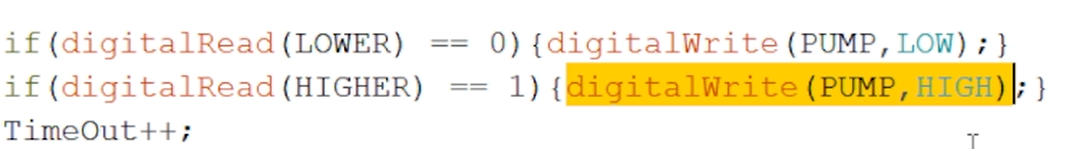 if(digitalRead(LOWER) == 0){digitalWrite(PUMP,LOW);}
if(digitalRead(HIGHER) == 1){digitalWrite(PUMP,HIGH);}
TimeOut++;